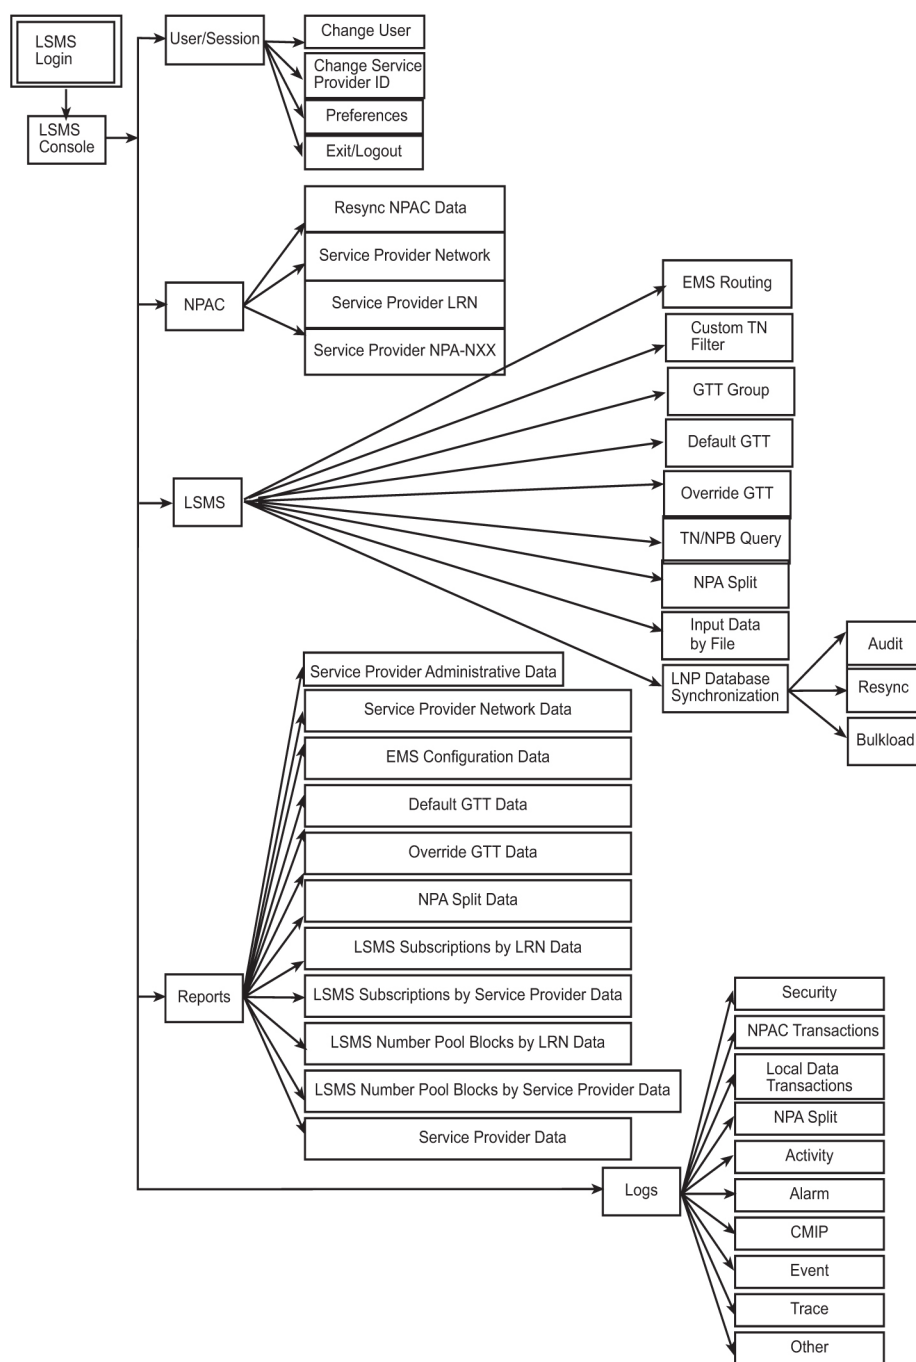 LSMS
Login
LSMS
Console
User/Session
Change User
Change Service
Provider ID
Preferences
Exit/Logout
NPAC
Resync NPAC Data
Service Provider Network
Service Provider LRN
Service Provider NPA-NXX
LSMS
EMS Routing
Custom TN
Filter
GTT Group
Default GTT
Override GTT
TN/NPB Query
NPA Split
Input Data
by File
LNP Database
Synchronization
Audit
Resync
Bulkload
Reports
Service Provider Administrative Data
Service Provider Network Data
EMS Configuration Data
Default GTT Data
Override GTT Data
NPA Split Data
LSMS Subscriptions by LRN Data
LSMS Subscriptions by Service Provider Data
LSMS Number Pool Blocks by LRN Data
LSMS Number Pool Blocks by Service Provider Data
Service Provider Data
Logs
Security
NPAC Transactions
Local Data
Transactions
NPA Split
Activity
Alarm
CMIP
Event
Trace
Other